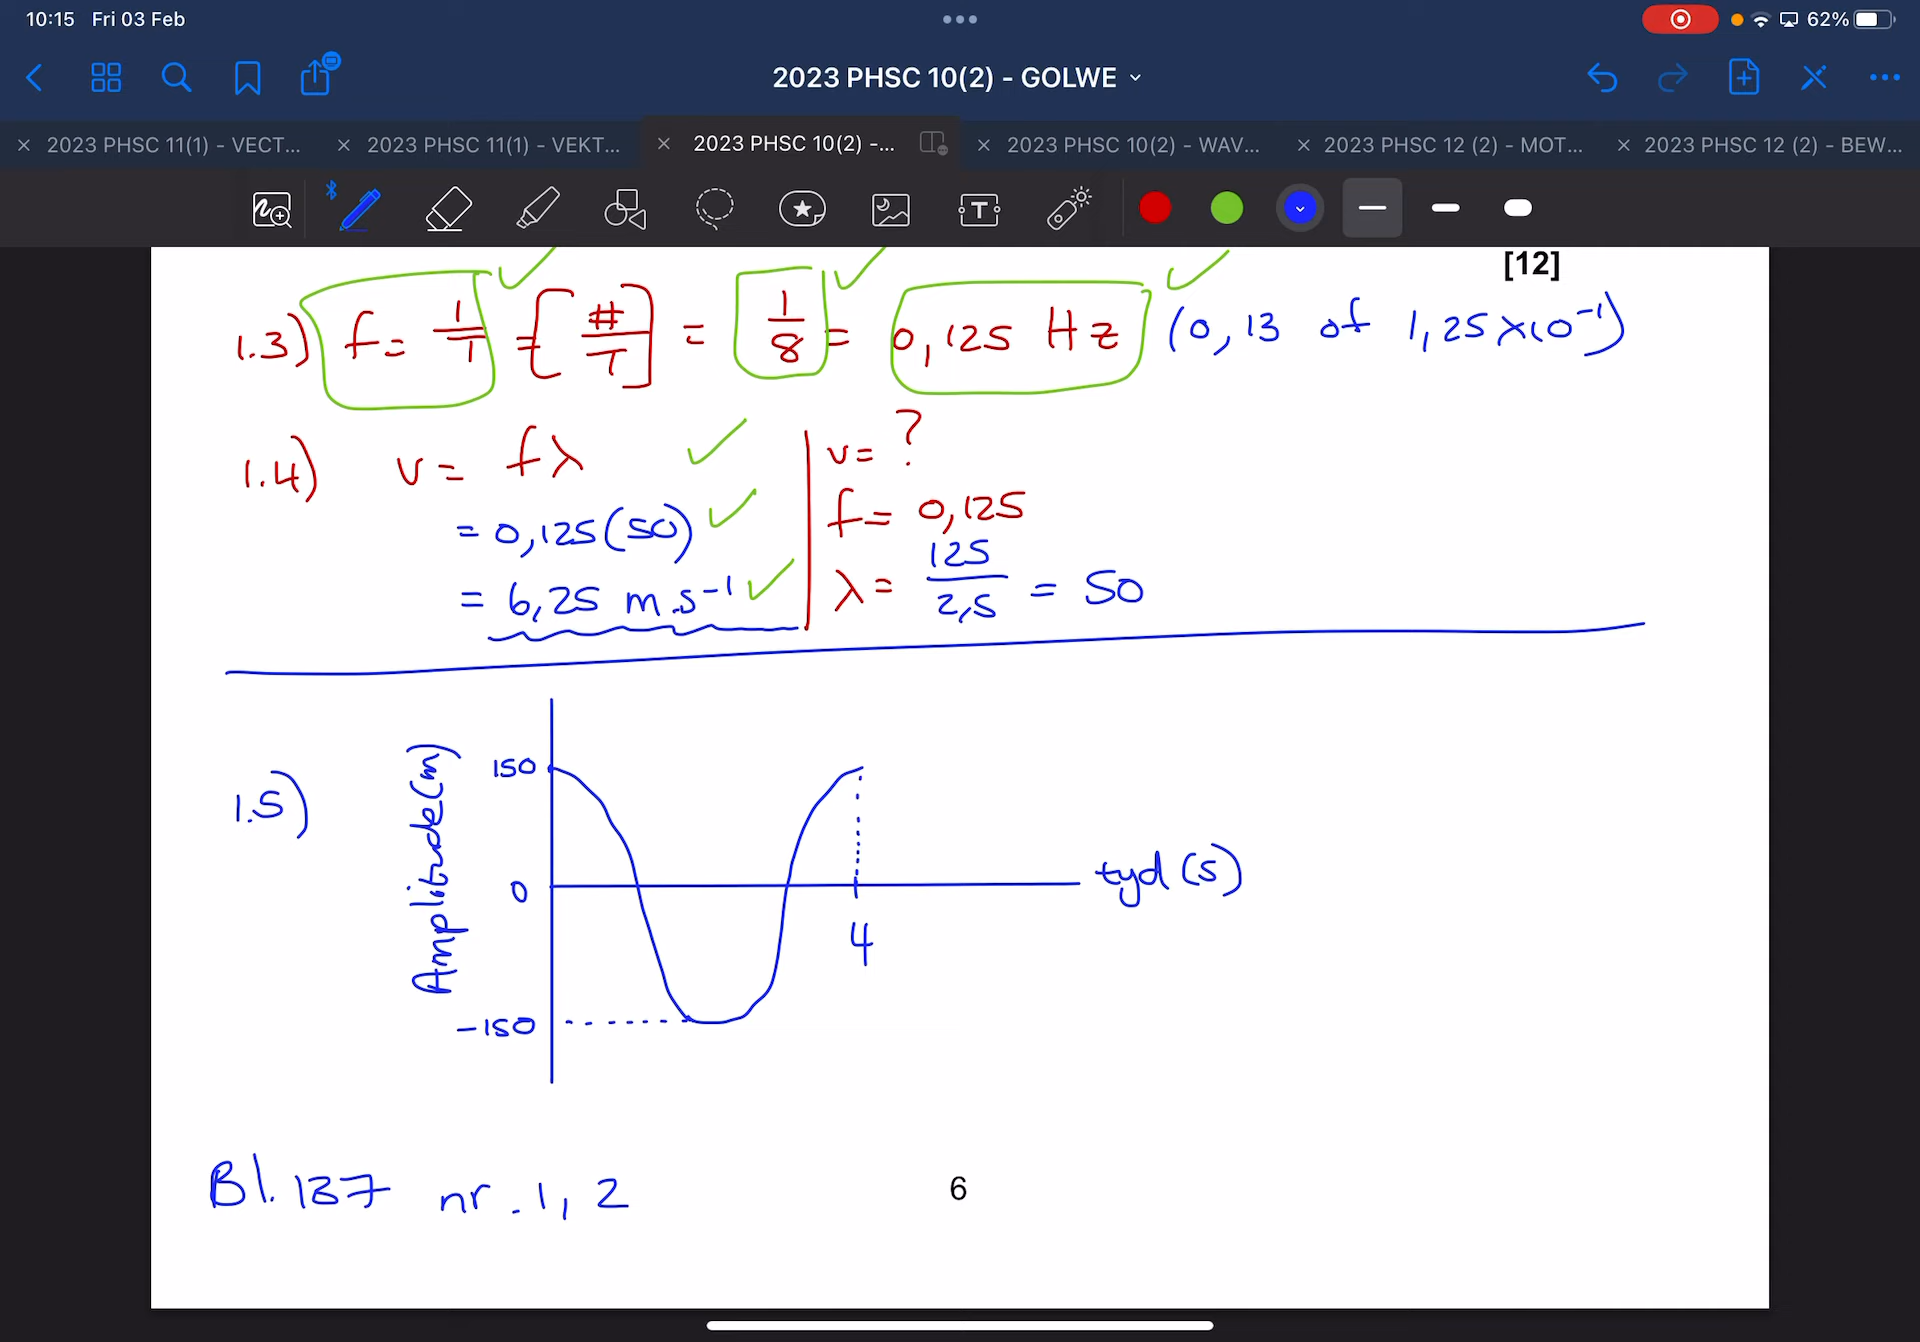 10:15 Fri 03 Feb
62%
2023 PHSC 10(2) - GOLWE
2023 PHSC 11(1) - VECT...
2023 PHSC 11(1) - VEKT...
2023 PHSC 10(2) -...
2023 PHSC 10(2) - WAV...
2023 PHSC 12 (2) - MOT...
2023 PHSC 12 (2) - BEW...
[12]
1.3) f = 1/T = [#/T] = 1/8 = 0,125 Hz (0,13 of 1,25 x 10⁻¹)
1.4) v = fλ
= 0,125(50)
= 6,25 m.s⁻¹
v = ?
f = 0,125
λ = 125/2,5 = 50
1.5)
Amplitude(m)
150
0
-150
4
tyd (s)
Bl. 137 nr. 1, 2
6